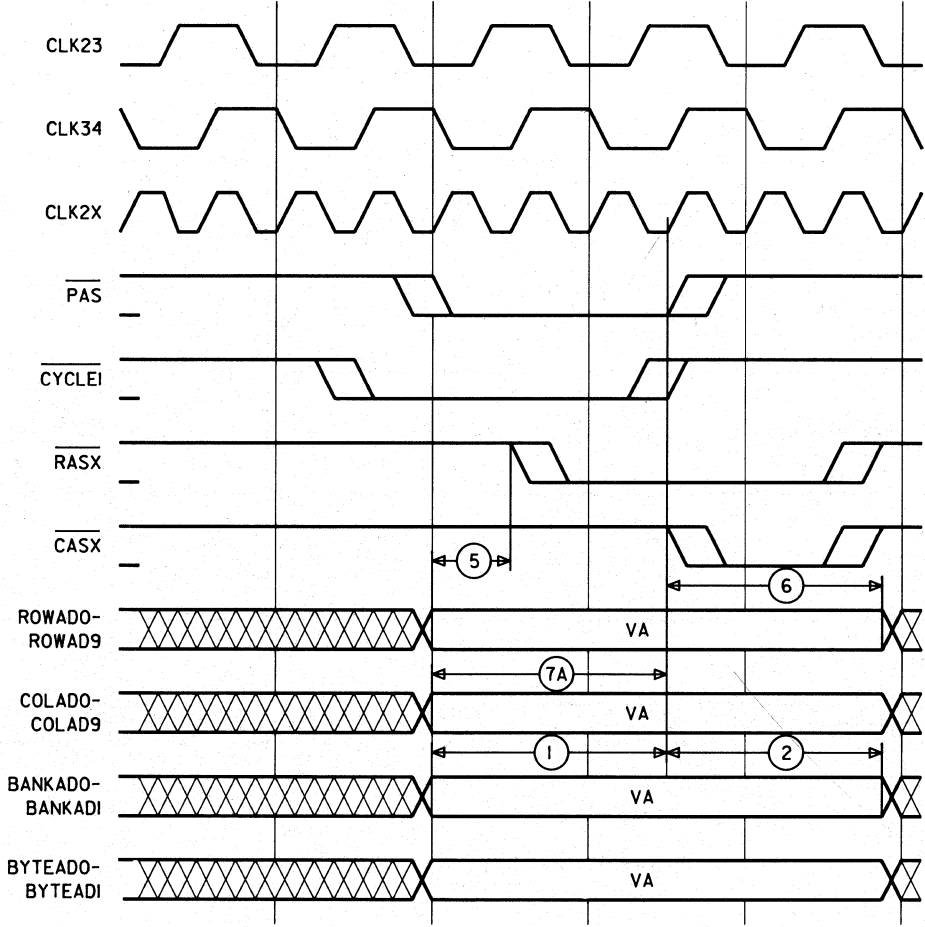 CLK23
CLK34
CLK2X
PAS
CYCLEI
RASX
CASX
5
6
ROWADO-
ROWAD9
VA
7A
COLADO-
COLAD9
VA
I
2
BANKADO-
BANKADI
VA
BYTEADO-
BYTEADI
VA